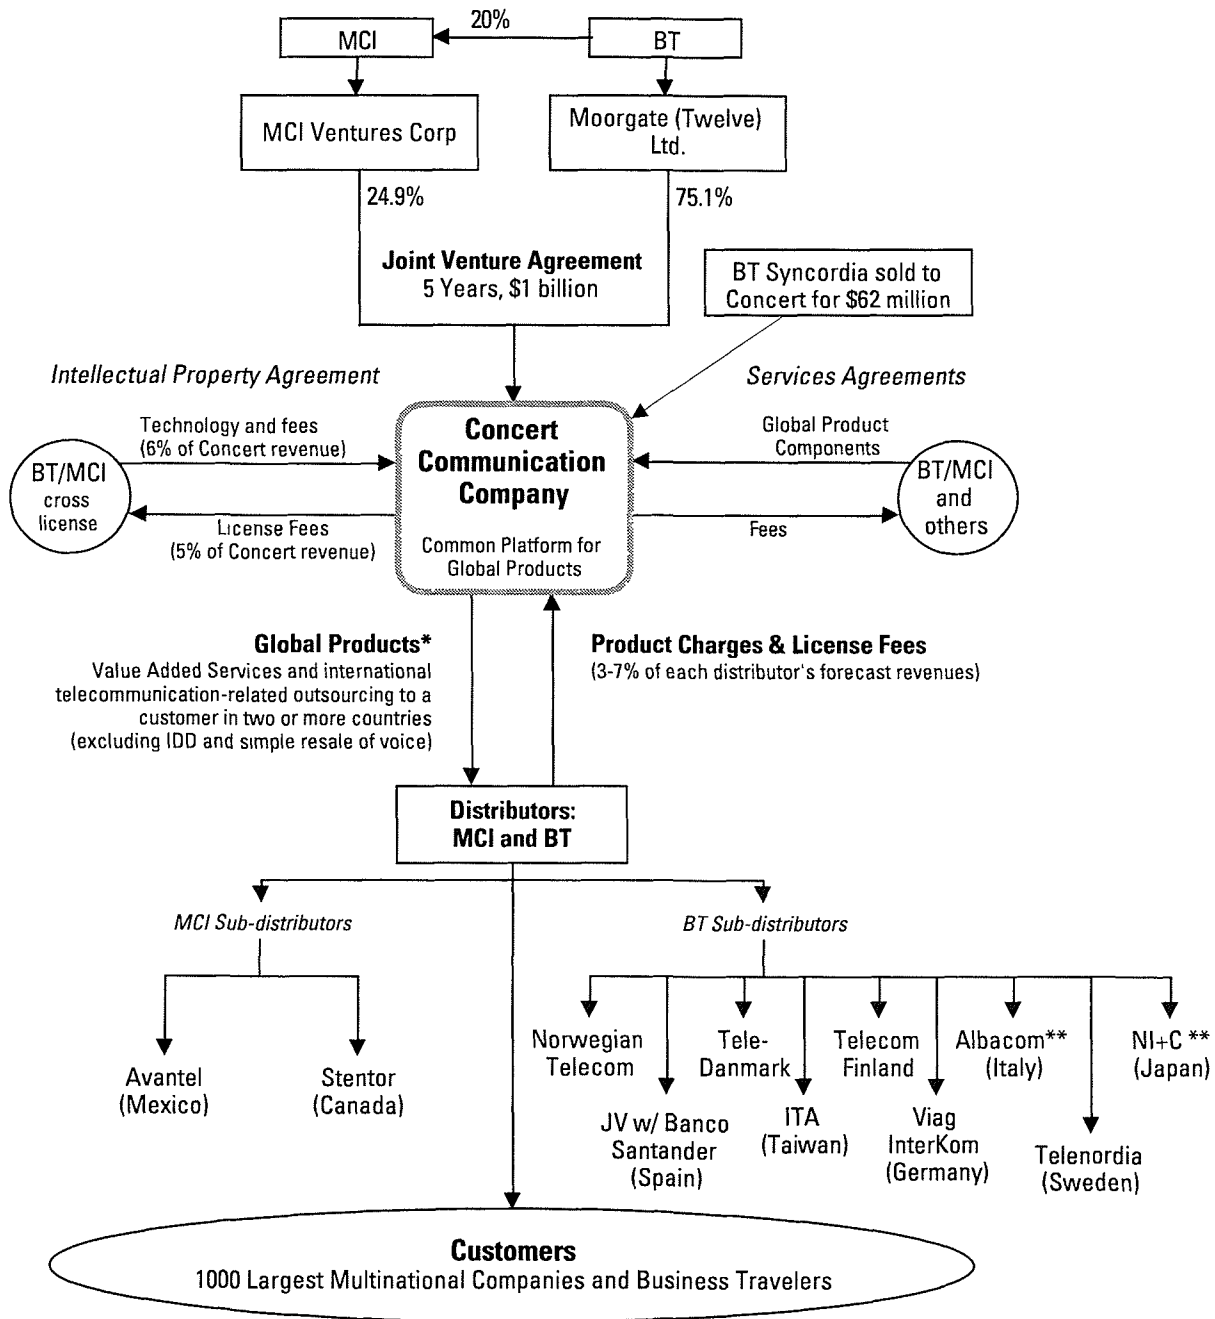 20%
MCI
BT
MCI Ventures Corp
Moorgate (Twelve)
Ltd.
24.9%
75.1%
Joint Venture Agreement
5 Years, $1 billion
BT Syncordia sold to
Concert for $62 million
Intellectual Property Agreement
Services Agreements
Technology and fees
(6% of Concert revenue)
BT/MCI
cross
license
License Fees
(5% of Concert revenue)
Concert
Communication
Company
Common Platform for
Global Products
Global Product
Components
BT/MCI
and
others
Fees
Global Products*
Value Added Services and international
telecommunication-related outsourcing to a
customer in two or more countries
(excluding IDD and simple resale of voice)
Product Charges & License Fees
(3-7% of each distributor's forecast revenues)
Distributors:
MCI and BT
MCI Sub-distributors
BT Sub-distributors
Avantel
(Mexico)
Stentor
(Canada)
Norwegian
Telecom
JV w/ Banco
Santander
(Spain)
Tele-
Danmark
ITA
(Taiwan)
Telecom
Finland
Viag
InterKom
(Germany)
Albacom**
(Italy)
Telenordia
(Sweden)
NI+C **
(Japan)
Customers
1000 Largest Multinational Companies and Business Travelers